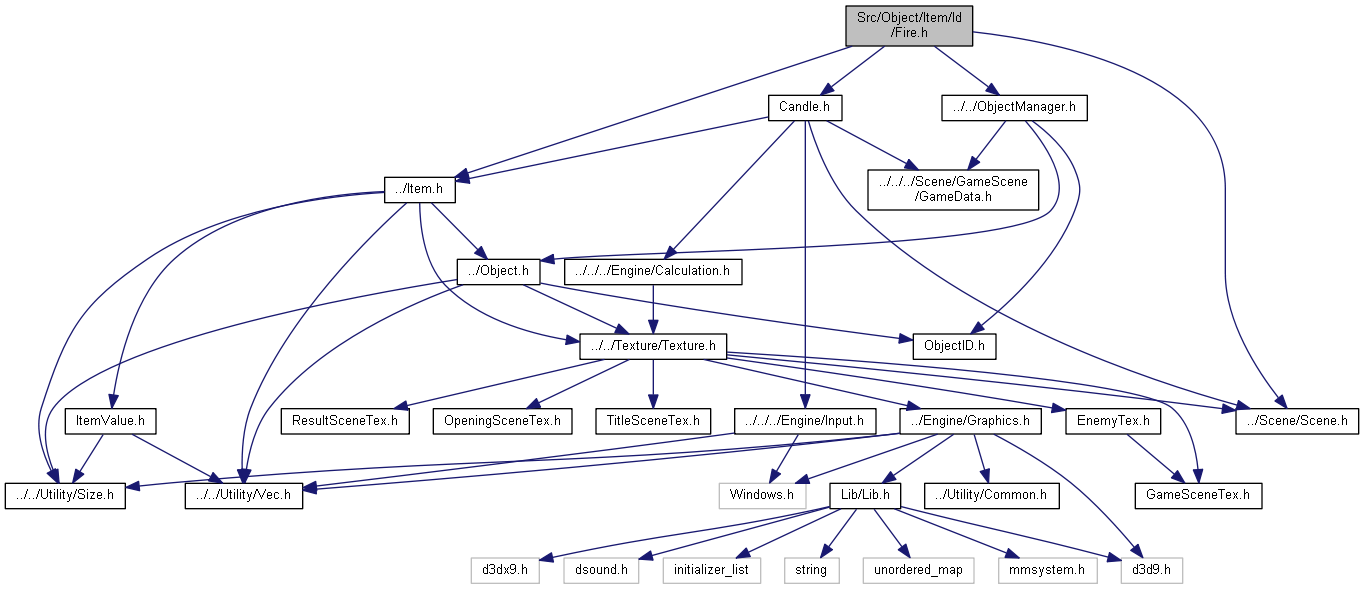 Src/Object/Item/Id
/Fire.h
Candle.h
../../ObjectManager.h
../Item.h
../../../Scene/GameScene
/GameData.h
../Object.h
../../../Engine/Calculation.h
../../Texture/Texture.h
ObjectID.h
ItemValue.h
ResultSceneTex.h
OpeningSceneTex.h
TitleSceneTex.h
../../../Engine/Input.h
../Engine/Graphics.h
EnemyTex.h
../Scene/Scene.h
../../Utility/Size.h
../../Utility/Vec.h
Windows.h
Lib/Lib.h
../Utility/Common.h
GameSceneTex.h
d3dx9.h
dsound.h
initializer_list
string
unordered_map
mmsystem.h
d3d9.h